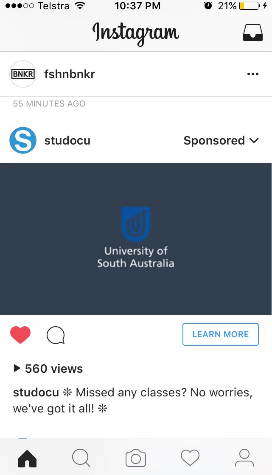 Telstra 10:37 PM 21%
Instagram
BNKR fshnbnkr
55 MINUTES AGO
S studocu Sponsored
University of
South Australia
LEARN MORE
560 views
studocu ❊ Missed any classes? No worries,
we've got it all! ❊